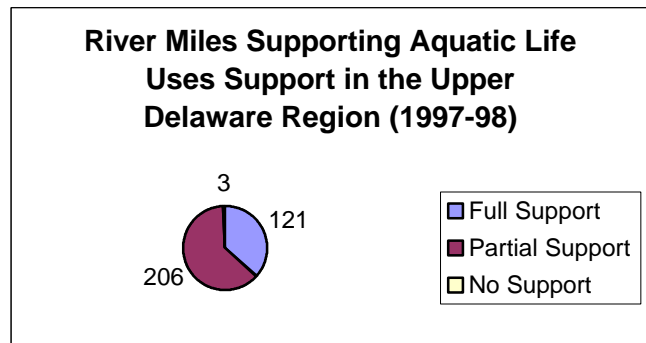 River Miles Supporting Aquatic Life
Uses Support in the Upper
Delaware Region (1997-98)
3
121
206
Full Support
Partial Support
No Support